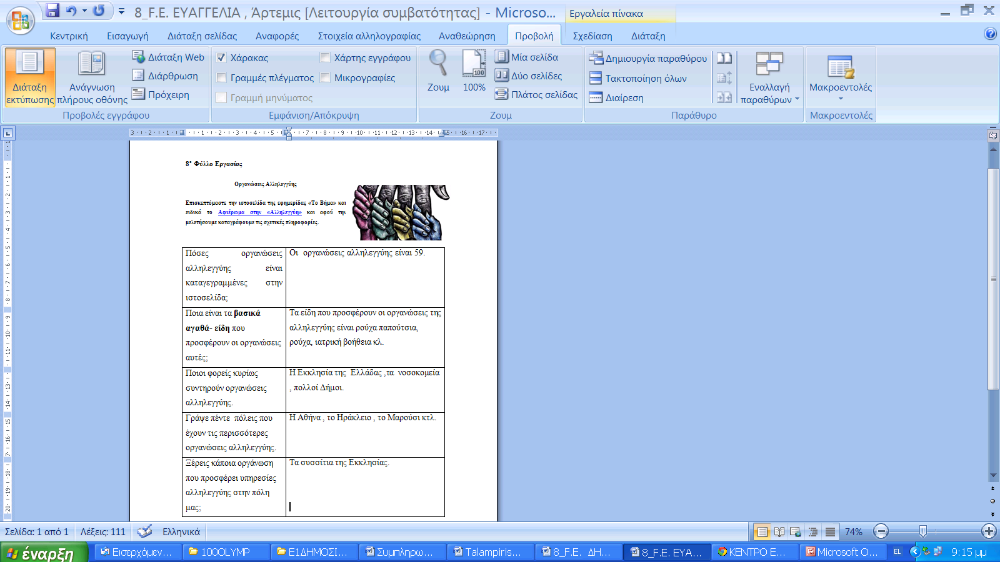 8_F.E. ΕΥΑΓΓΕΛΙΑ , Άρτεμις [Λειτουργία συμβατότητας] - Microso...
Εργαλεία πίνακα
Κεντρική Εισαγωγή Διάταξη σελίδας Αναφορές Στοιχεία αλληλογραφίας Αναθεώρηση Προβολή Σχεδίαση Διάταξη
Διάταξη εκτύπωσης
Ανάγνωση πλήρους οθόνης
Διάταξη Web
Διάρθρωση
Πρόχειρη
Προβολές εγγράφου
Χάρακας
Γραμμές πλέγματος
Γραμμή μηνύματος
Χάρτης εγγράφου
Μικρογραφίες
Εμφάνιση/Απόκρυψη
Ζουμ
100%
Μία σελίδα
Δύο σελίδες
Πλάτος σελίδας
Ζουμ
Δημιουργία παραθύρου
Τακτοποίηση όλων
Διαίρεση
Εναλλαγή παραθύρων
Παράθυρο
Μακροεντολές
Μακροεντολές
8° Φύλλο Εργασίας
Οργανώσεις Αλληλεγγύης
Επισκεπτόμαστε την ιστοσελίδα της εφημερίδας «Το Βήμα» και
ειδικά το Αφιέρωμα στην «Αλληλεγγύη» και αφού την
μελετήσουμε καταγράφουμε τις σχετικές πληροφορίες.
Πόσες οργανώσεις
αλληλεγγύης είναι
καταγεγραμμένες στην
ιστοσελίδα;
Οι οργανώσεις αλληλεγγύης είναι 59.
Ποια είναι τα βασικά
αγαθά- είδη που
προσφέρουν οι οργανώσεις
αυτές;
Τα είδη που προσφέρουν οι οργανώσεις της
αλληλεγγύης είναι ρούχα παπούτσια,
ρούχα, ιατρική βοήθεια κλ.
Ποιοι φορείς κυρίως
συντηρούν οργανώσεις
αλληλεγγύης.
Η Εκκλησία της Ελλάδας ,τα νοσοκομεία
, πολλοί Δήμοι.
Γράψε πέντε πόλεις που
έχουν τις περισσότερες
οργανώσεις αλληλεγγύης.
Η Αθήνα , το Ηράκλειο , το Μαρούσι κτλ.
Ξέρεις κάποια οργάνωση
που προσφέρει υπηρεσίες
αλληλεγγύης στην πόλη
μας;
Τα συσσίτια της Εκκλησίας.
Σελίδα: 1 από 1 Λέξεις: 111 Ελληνικά 74%
έναρξη Εισερχόμεν... 100OLYMP Ε1ΔΗΜΟΣΙ... Συμπληρω... Talampiris... 8_F.E. ΔΗ... 8_F.E. ΕΥΑ... ΚΕΝΤΡΟ Ε... Microsoft O... EL 9:15 μμ